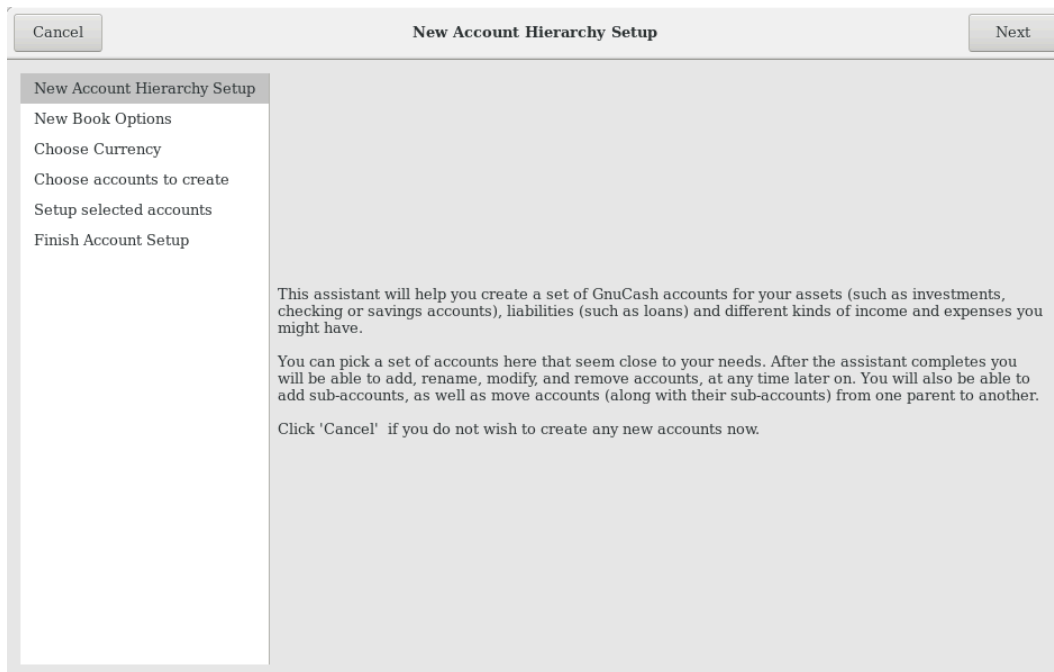 Cancel
New Account Hierarchy Setup
Next
New Account Hierarchy Setup
New Book Options
Choose Currency
Choose accounts to create
Setup selected accounts
Finish Account Setup
This assistant will help you create a set of GnuCash accounts for your assets (such as investments,
checking or savings accounts), liabilities (such as loans) and different kinds of income and expenses you
might have.
You can pick a set of accounts here that seem close to your needs. After the assistant completes you
will be able to add, rename, modify, and remove accounts, at any time later on. You will also be able to
add sub-accounts, as well as move accounts (along with their sub-accounts) from one parent to another.
Click 'Cancel'  if you do not wish to create any new accounts now.